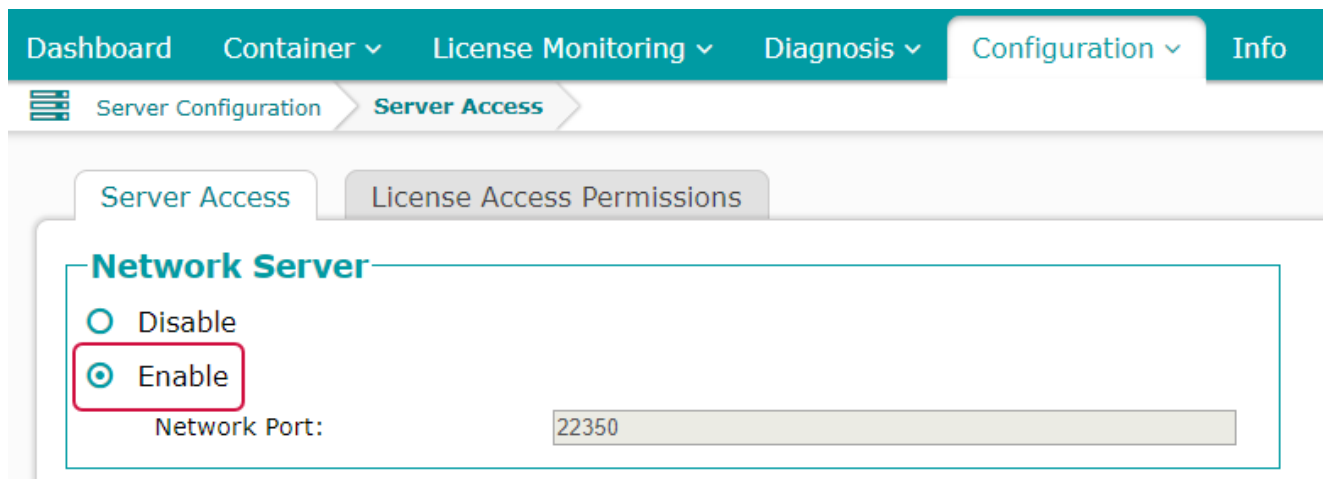 Dashboard Container License Monitoring Diagnosis Configuration Info
Server Configuration Server Access
Server Access License Access Permissions
Network Server
Disable
Enable
Network Port: 22350